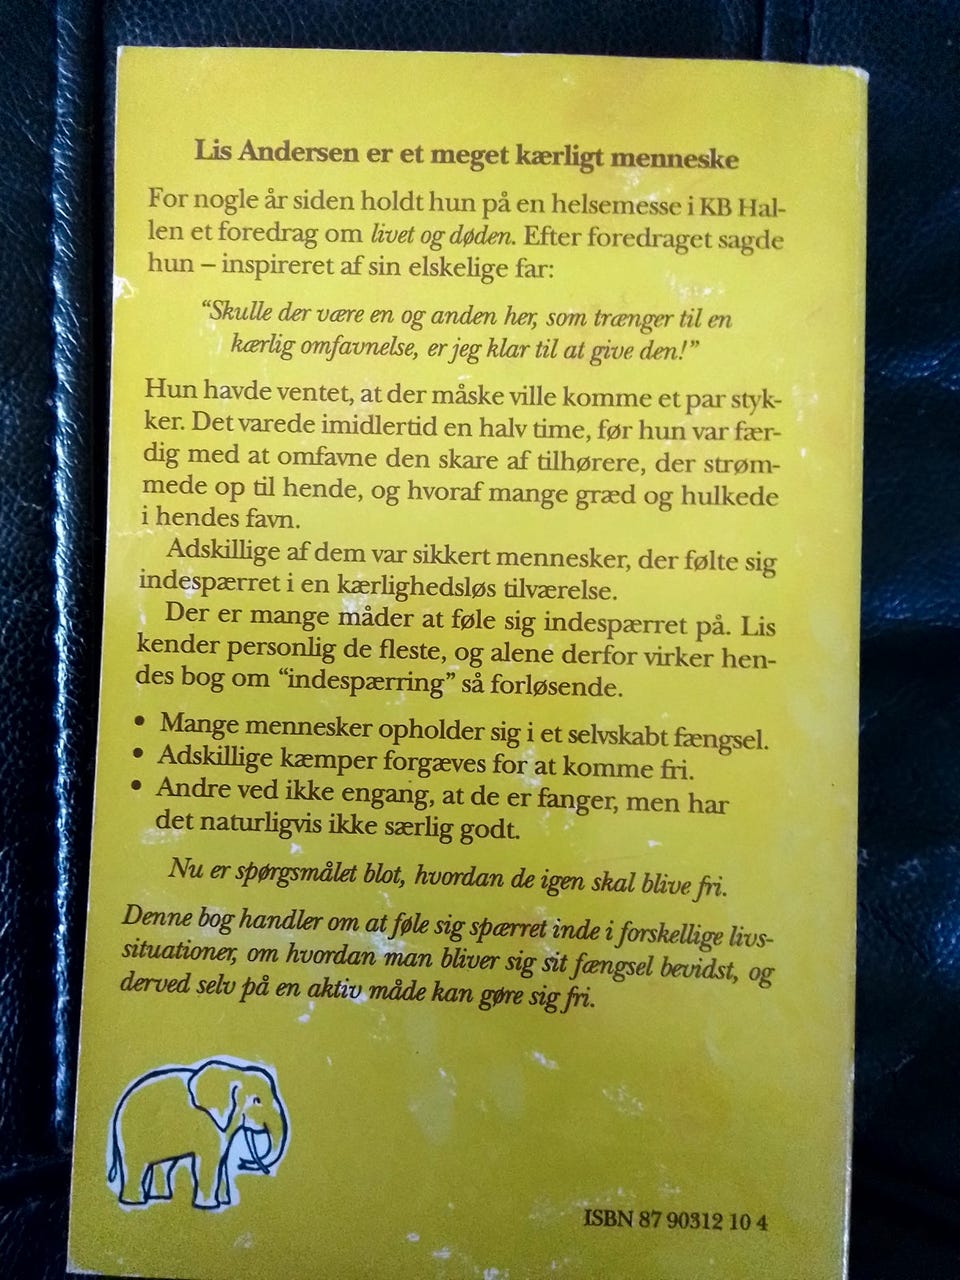 Lis Andersen er et meget kærligt menneske
For nogle år siden holdt hun på en helsemesse i KB Hal-
len et foredrag om livet og døden. Efter foredraget sagde
hun – inspireret af sin elskelige far:
“Skulle der være en og anden her, som trænger til en
kærlig omfavnelse, er jeg klar til at give den!”
Hun havde ventet, at der måske ville komme et par styk-
ker. Det varede imidlertid en halv time, før hun var fær-
dig med at omfavne den skare af tilhørere, der strøm-
mede op til hende, og hvoraf mange græd og hulkede
i hendes favn.
Adskillige af dem var sikkert mennesker, der følte sig
indespærret i en kærlighedsløs tilværelse.
Der er mange måder at føle sig indespærret på. Lis
kender personlig de fleste, og alene derfor virker hen-
des bog om “indespærring” så forløsende.
• Mange mennesker opholder sig i et selvskabt fængsel.
• Adskillige kæmper forgæves for at komme fri.
• Andre ved ikke engang, at de er fanger, men har
det naturligvis ikke særlig godt.
Nu er spørgsmålet blot, hvordan de igen skal blive fri.
Denne bog handler om at føle sig spærret inde i forskellige livs-
situationer, om hvordan man bliver sig sit fængsel bevidst, og
derved selv på en aktiv måde kan gøre sig fri.
ISBN 87 90312 10 4